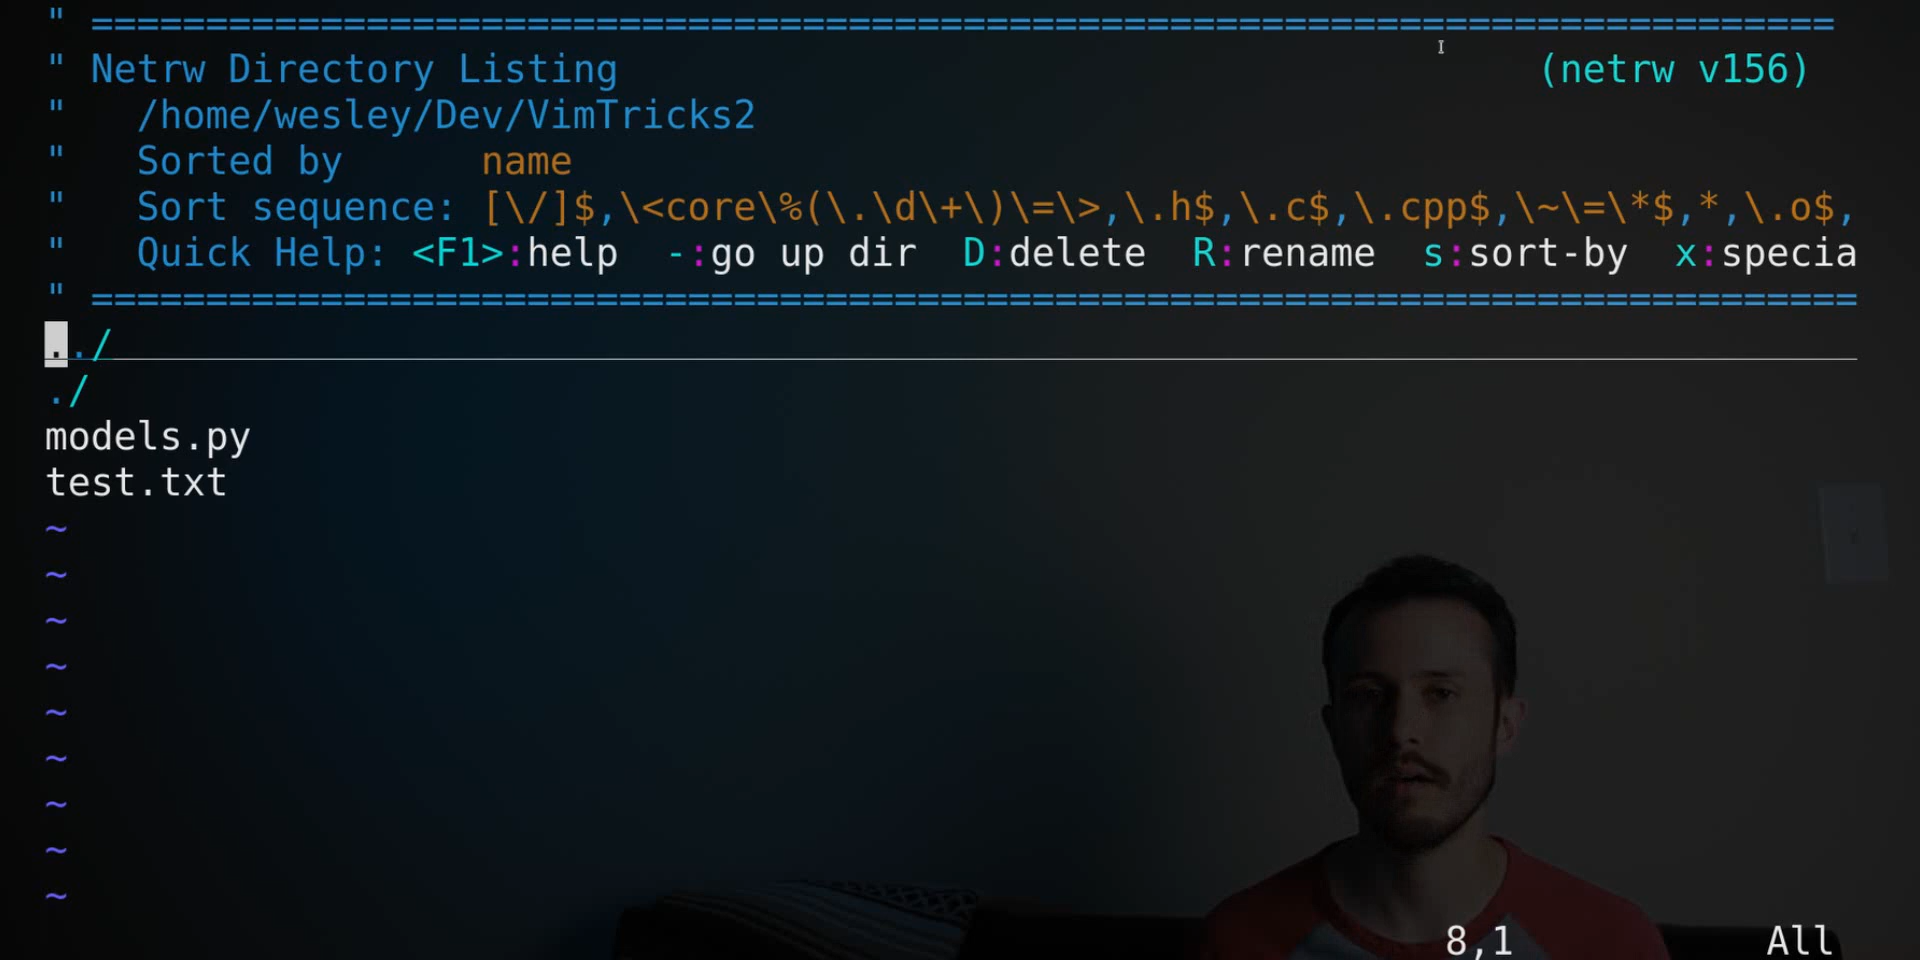 " ============================================================================
" Netrw Directory Listing (netrw v156)
"   /home/wesley/Dev/VimTricks2
"   Sorted by      name
"   Sort sequence: [\/]$,\<core\%(\.\d\+\)\=\>,\.h$,\.c$,\.cpp$,\~\=\*$,*,\.o$,
"   Quick Help: <F1>:help  -:go up dir  D:delete  R:rename  s:sort-by  x:specia
" =============================================================================
../
./
models.py
test.txt
~
~
~
~
~
~
~
~
~
8,1 All